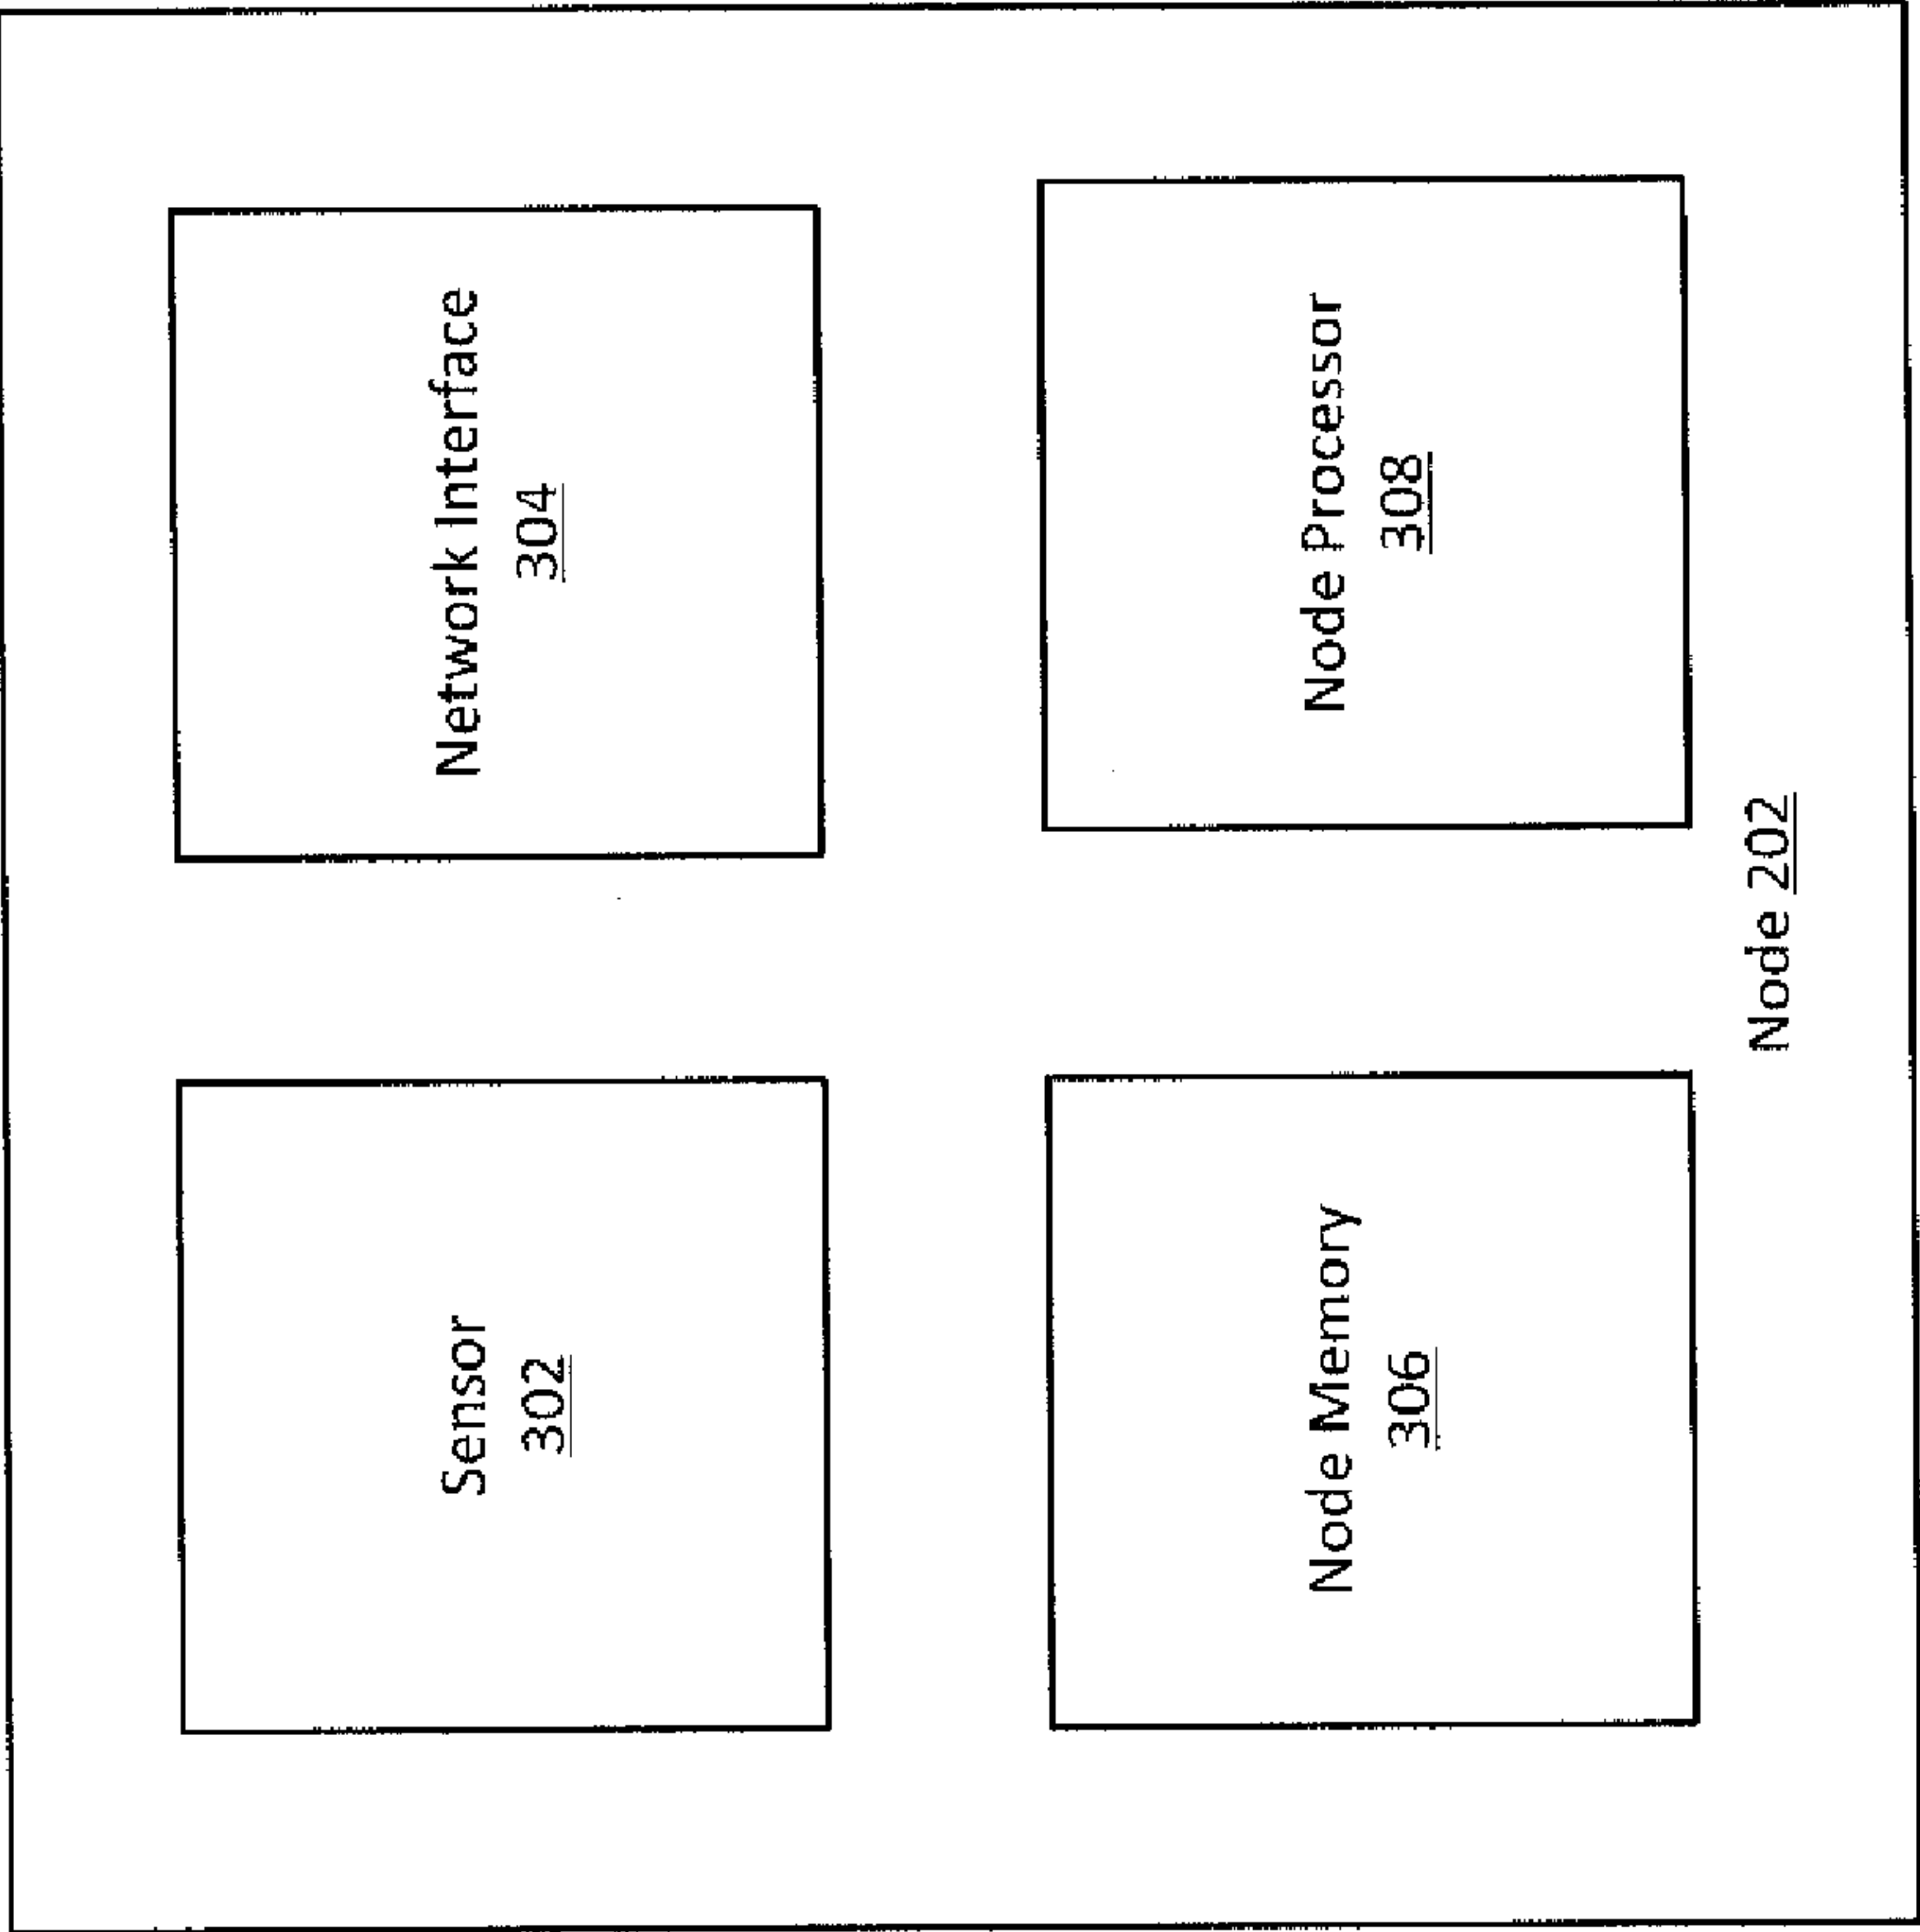 Sensor
302
Network Interface
304
Node Memory
306
Node Processor
308
Node 202